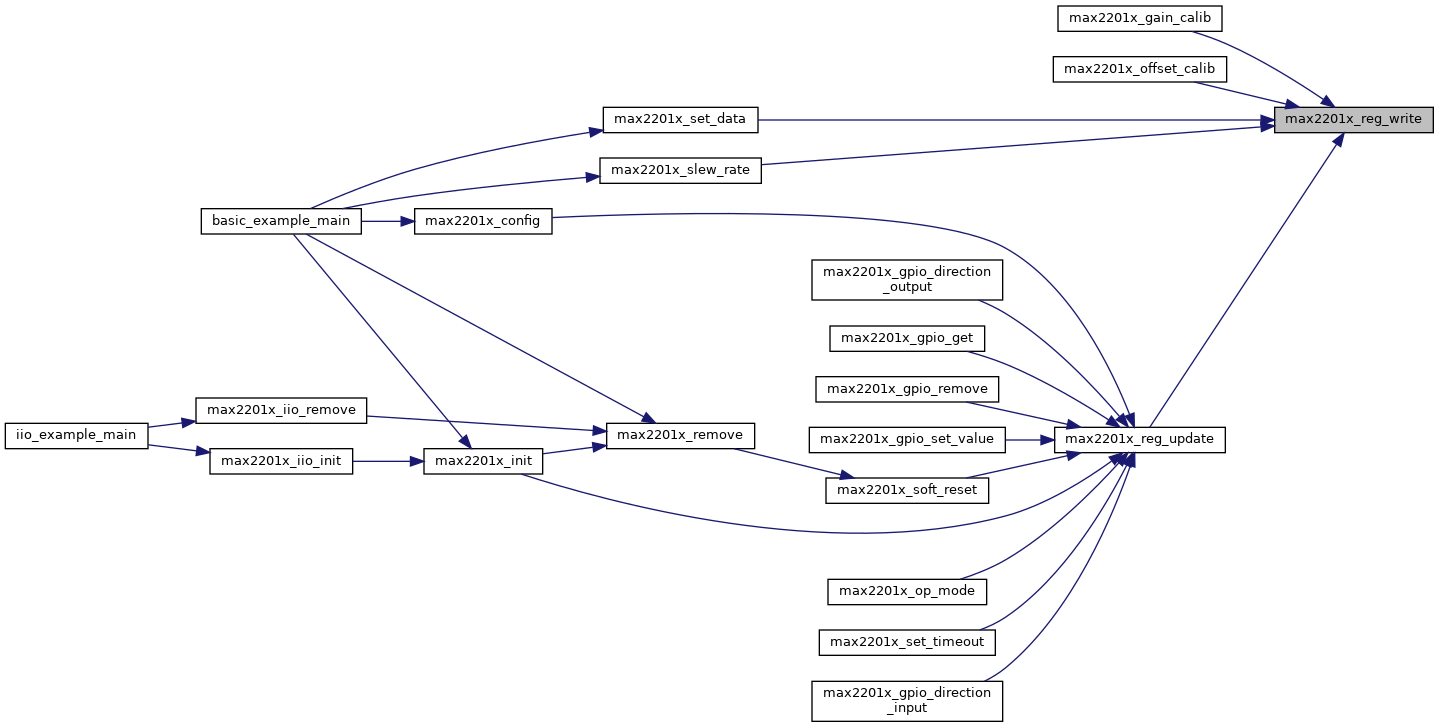 max2201x_gain_calib
max2201x_offset_calib
max2201x_set_data
max2201x_reg_write
max2201x_slew_rate
basic_example_main
max2201x_config
max2201x_gpio_direction
_output
max2201x_gpio_get
max2201x_gpio_remove
max2201x_iio_remove
iio_example_main
max2201x_remove
max2201x_gpio_set_value
max2201x_reg_update
max2201x_iio_init
max2201x_init
max2201x_soft_reset
max2201x_op_mode
max2201x_set_timeout
max2201x_gpio_direction
_input